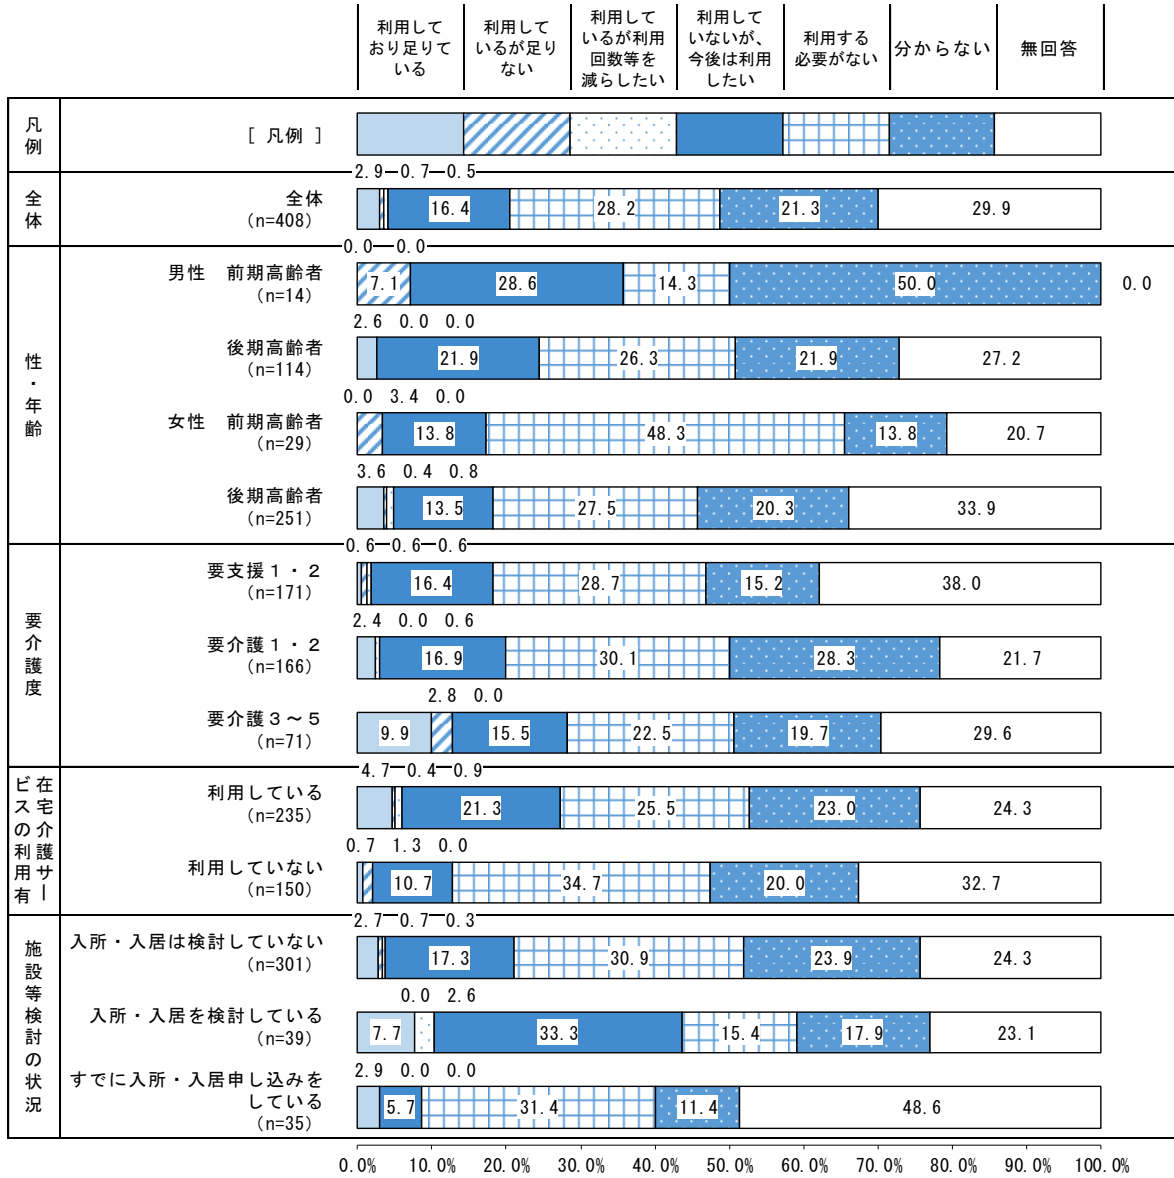 利用して
おり足りて
いる
利用して
いるが足り
ない
利用して
いるが利用
回数等を
減らしたい
利用して
いないが、
今後は利用
したい
利用する
必要がない
分からない
無回答
凡例
[ 凡例 ]
全体
全体
(n=408)
2.9 0.7 0.5
16.4 28.2 21.3 29.9
性・年齢
男性 前期高齢者
(n=14)
0.0 0.0
7.1 28.6 14.3 50.0 0.0
後期高齢者
(n=114)
2.6 0.0 0.0
21.9 26.3 21.9 27.2
女性 前期高齢者
(n=29)
0.0 3.4 0.0
13.8 48.3 13.8 20.7
後期高齢者
(n=251)
3.6 0.4 0.8
13.5 27.5 20.3 33.9
要介護度
要支援1・2
(n=171)
0.6 0.6 0.6
16.4 28.7 15.2 38.0
要介護1・2
(n=166)
2.4 0.0 0.6
16.9 30.1 28.3 21.7
要介護3～5
(n=71)
2.8 0.0
9.9 15.5 22.5 19.7 29.6
在宅介護サー
ビスの利用有
利用している
(n=235)
4.7 0.4 0.9
21.3 25.5 23.0 24.3
利用していない
(n=150)
0.7 1.3 0.0
10.7 34.7 20.0 32.7
施設等検討の状況
入所・入居は検討していない
(n=301)
2.7 0.7 0.3
17.3 30.9 23.9 24.3
入所・入居を検討している
(n=39)
0.0 2.6
7.7 33.3 15.4 17.9 23.1
すでに入所・入居申し込みを
している
(n=35)
2.9 0.0 0.0
5.7 31.4 11.4 48.6
0.0% 10.0% 20.0% 30.0% 40.0% 50.0% 60.0% 70.0% 80.0% 90.0% 100.0%